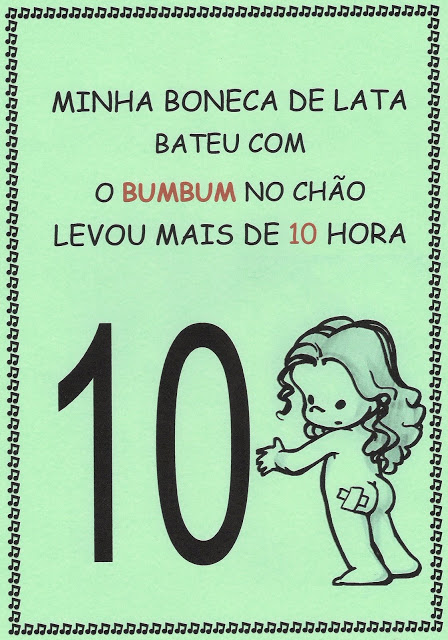 MINHA BONECA DE LATA
BATEU COM
O BUMBUM NO CHÃO
LEVOU MAIS DE 10 HORA
10